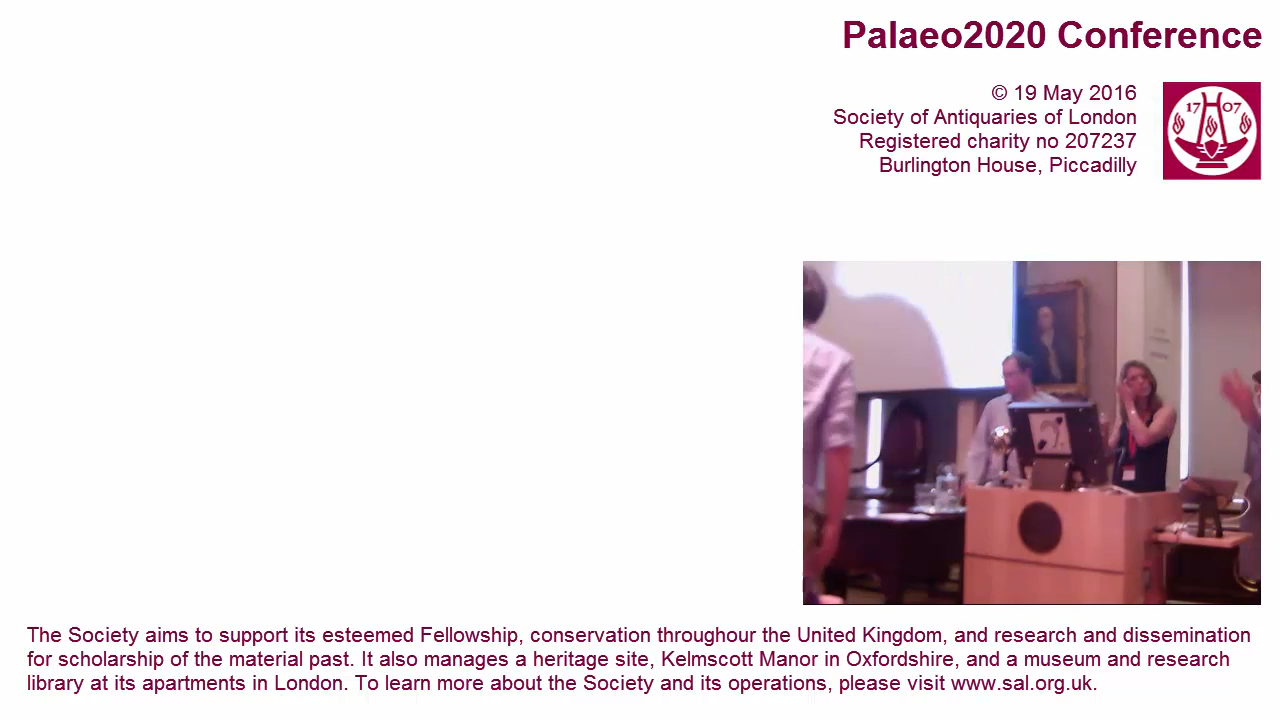 Palaeo2020 Conference
© 19 May 2016
Society of Antiquaries of London
Registered charity no 207237
Burlington House, Piccadilly
17 07
The Society aims to support its esteemed Fellowship, conservation throughour the United Kingdom, and research and dissemination
for scholarship of the material past. It also manages a heritage site, Kelmscott Manor in Oxfordshire, and a museum and research
library at its apartments in London. To learn more about the Society and its operations, please visit www.sal.org.uk.